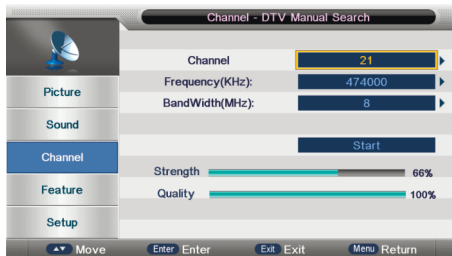 Channel - DTV Manual Search
Picture
Sound
Channel
Feature
Setup
Channel 21
Frequency(KHz): 474000
BandWidth(MHz): 8
Start
Strength 66%
Quality 100%
Move Enter Enter Exit Exit Menu Return